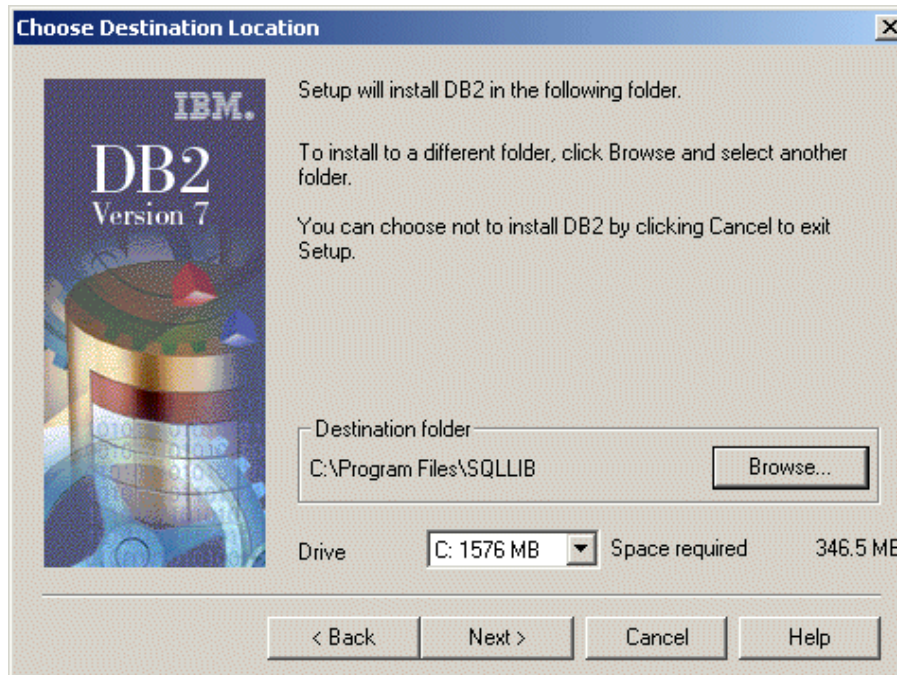 Choose Destination Location
IBM.
DB2
Version 7
Setup will install DB2 in the following folder.
To install to a different folder, click Browse and select another
folder.
You can choose not to install DB2 by clicking Cancel to exit
Setup.
Destination folder
C:\Program Files\SQLLIB
Browse...
Drive
C: 1576 MB
Space required
346.5 MB
< Back
Next >
Cancel
Help